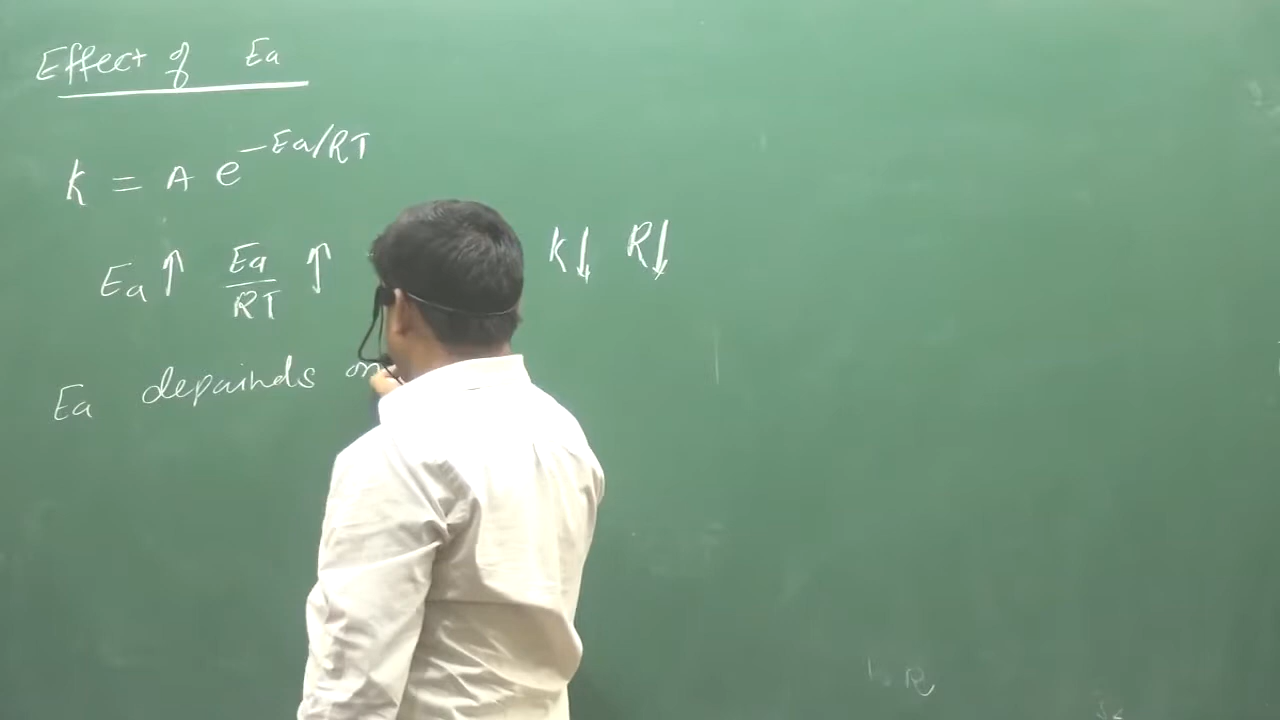 Effect of Ea
K = A e^-Ea/RT
Ea ↑ Ea/RT ↑ K↓ R↓
Ea depainds on